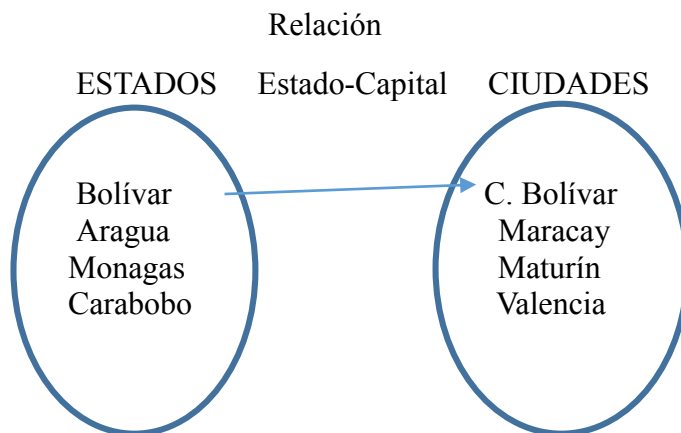 Relación
ESTADOS Estado-Capital CIUDADES
Bolívar C. Bolívar
Aragua Maracay
Monagas Maturín
Carabobo Valencia